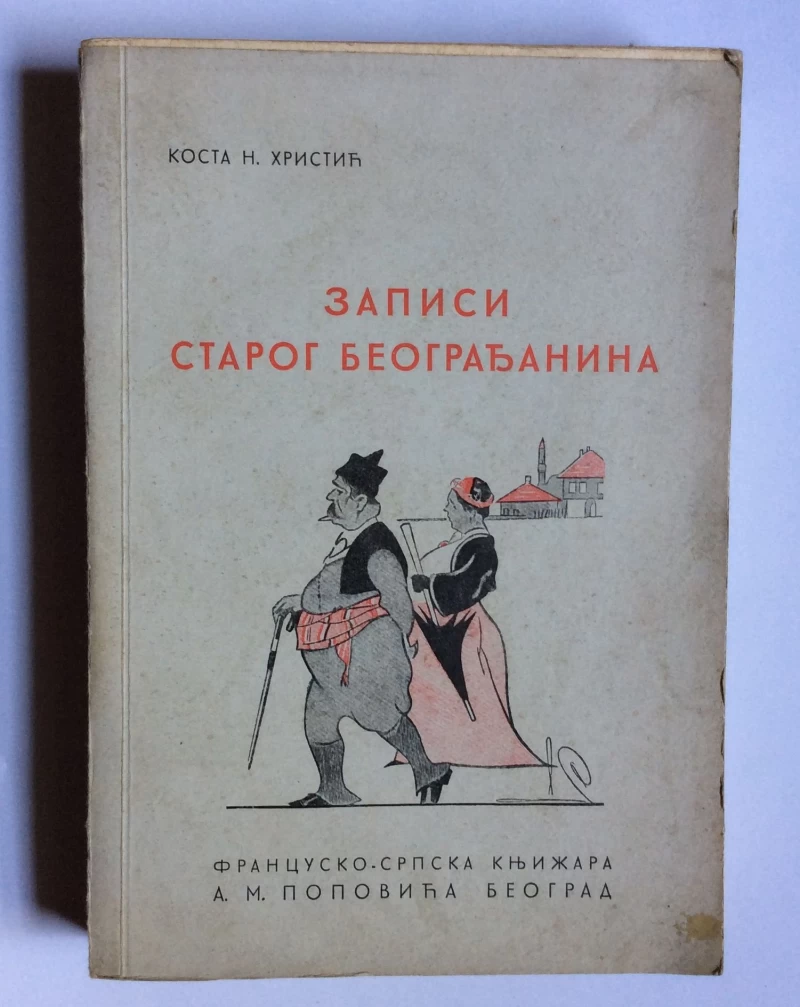 КОСТА Н. ХРИСТИЋ
ЗАПИСИ
СТАРОГ БЕОГРАЂАНИНА
ФРАНЦУСКО-СРПСКА КЊИЖАРА
А. М. ПОПОВИЋА БЕОГРАД